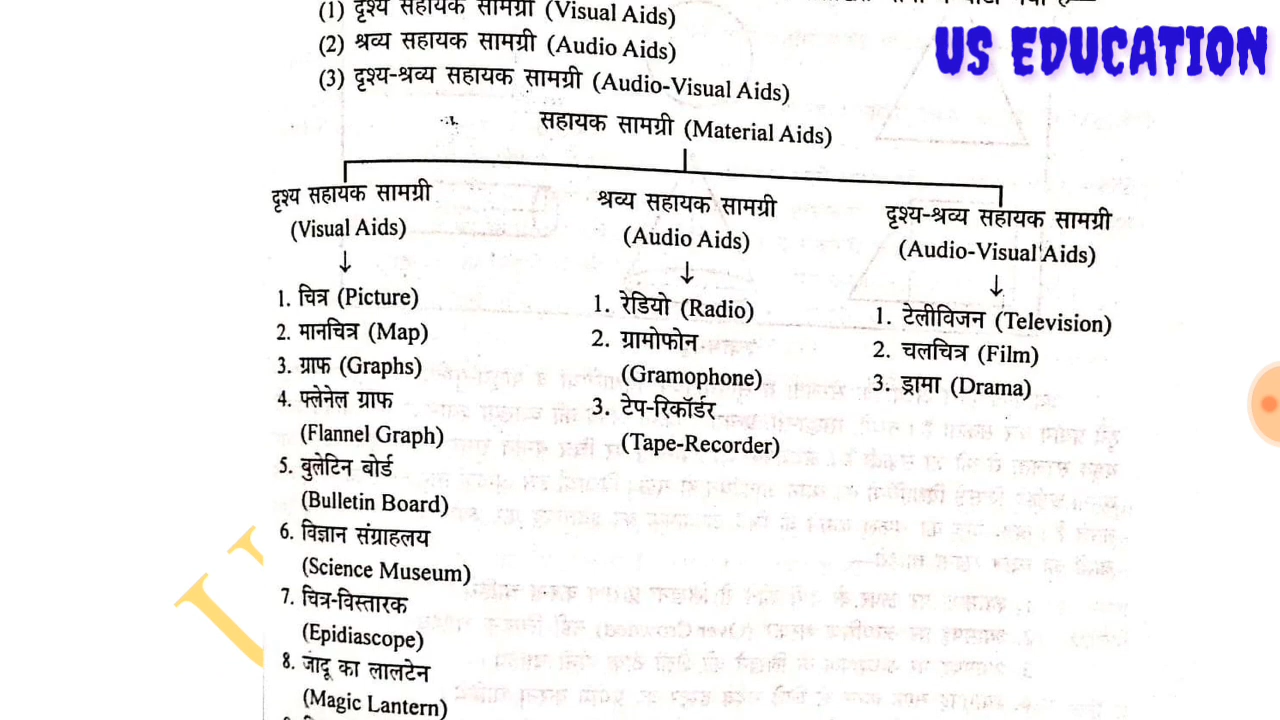 (1) दृश्य सहायक सामग्री (Visual Aids)
(2) श्रव्य सहायक सामग्री (Audio Aids)
(3) दृश्य-श्रव्य सहायक सामग्री (Audio-Visual Aids)
US EDUCATION
सहायक सामग्री (Material Aids)
दृश्य सहायक सामग्री
(Visual Aids)
↓
1. चित्र (Picture)
2. मानचित्र (Map)
3. ग्राफ (Graphs)
4. फ्लेनेल ग्राफ
(Flannel Graph)
5. बुलेटिन बोर्ड
(Bulletin Board)
6. विज्ञान संग्राहलय
(Science Museum)
7. चित्र-विस्तारक
(Epidiascope)
8. जादू का लालटेन
(Magic Lantern)
श्रव्य सहायक सामग्री
(Audio Aids)
↓
1. रेडियो (Radio)
2. ग्रामोफोन
(Gramophone)
3. टेप-रिकॉर्डर
(Tape-Recorder)
दृश्य-श्रव्य सहायक सामग्री
(Audio-Visual Aids)
↓
1. टेलीविजन (Television)
2. चलचित्र (Film)
3. ड्रामा (Drama)